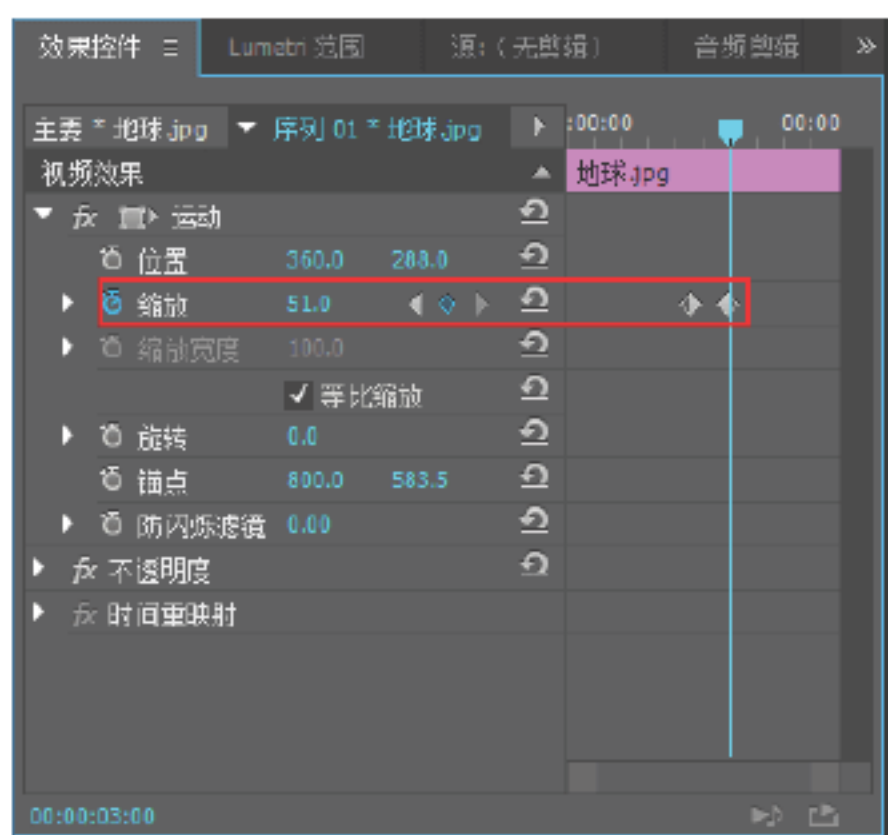 效果控件 Lumetri 范围 源:(无剪辑) 音频剪辑 »
主要 * 地球.jpg 序列 01 * 地球.jpg :00:00 00:00
视频效果 地球.jpg
fx 运动
位置 360.0 288.0
缩放 51.0
缩放宽度 100.0
✓ 等比缩放
旋转 0.0
锚点 800.0 583.5
防闪烁滤镜 0.00
fx 不透明度
fx 时间重映射
00:00:03:00